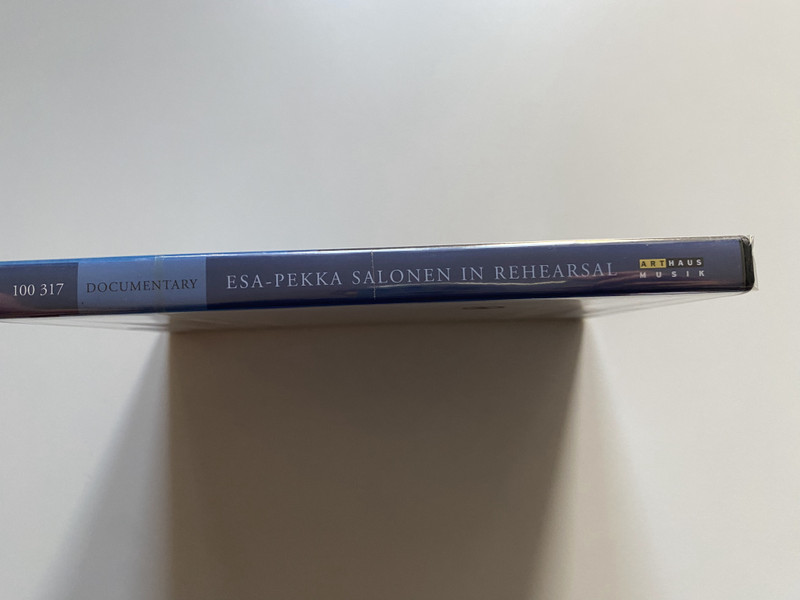 100 317
DOCUMENTARY
ESA-PEKKA SALONEN IN REHEARSAL
ARTHAUS
MUSIK